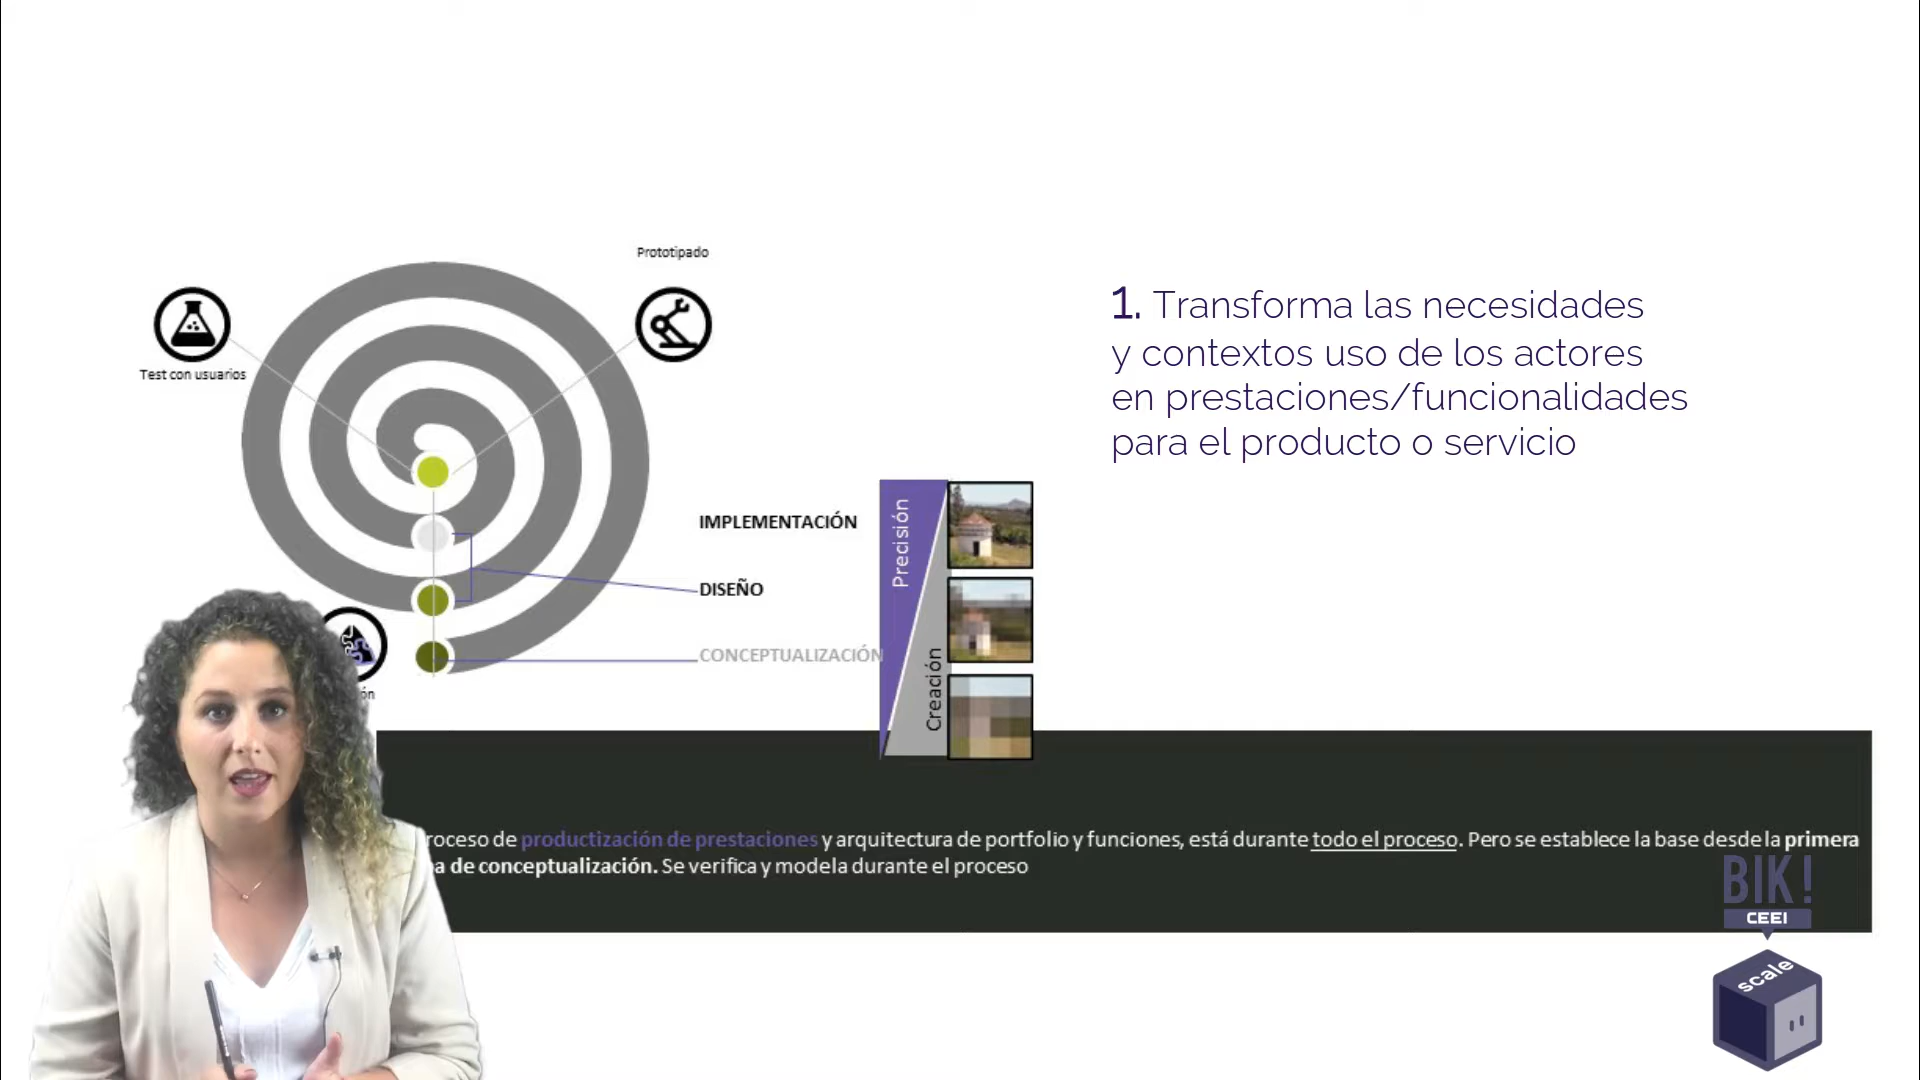 Prototipado
Test con usuarios
1. Transforma las necesidades
y contextos uso de los actores
en prestaciones/funcionalidades
para el producto o servicio
IMPLEMENTACIÓN
DISEÑO
CONCEPTUALIZACIÓN
Precisión
Creación
de productización de prestaciones y arquitectura de portfolio y funciones, está durante todo el proceso. Pero se establece la base desde la primera
de conceptualización. Se verifica y modela durante el proceso
BIK!
CEEI
scale